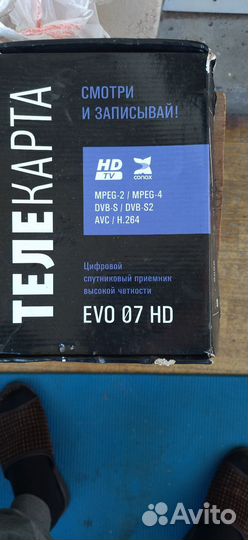 ТЕЛЕКАРТА
СМОТРИ
И ЗАПИСЫВАЙ!
HD
TV
conax
MPEG-2 / MPEG-4
DVB-S / DVB-S2
AVC / H.264
Цифровой
спутниковый приемник
высокой четкости
EVO 07 HD
Avito